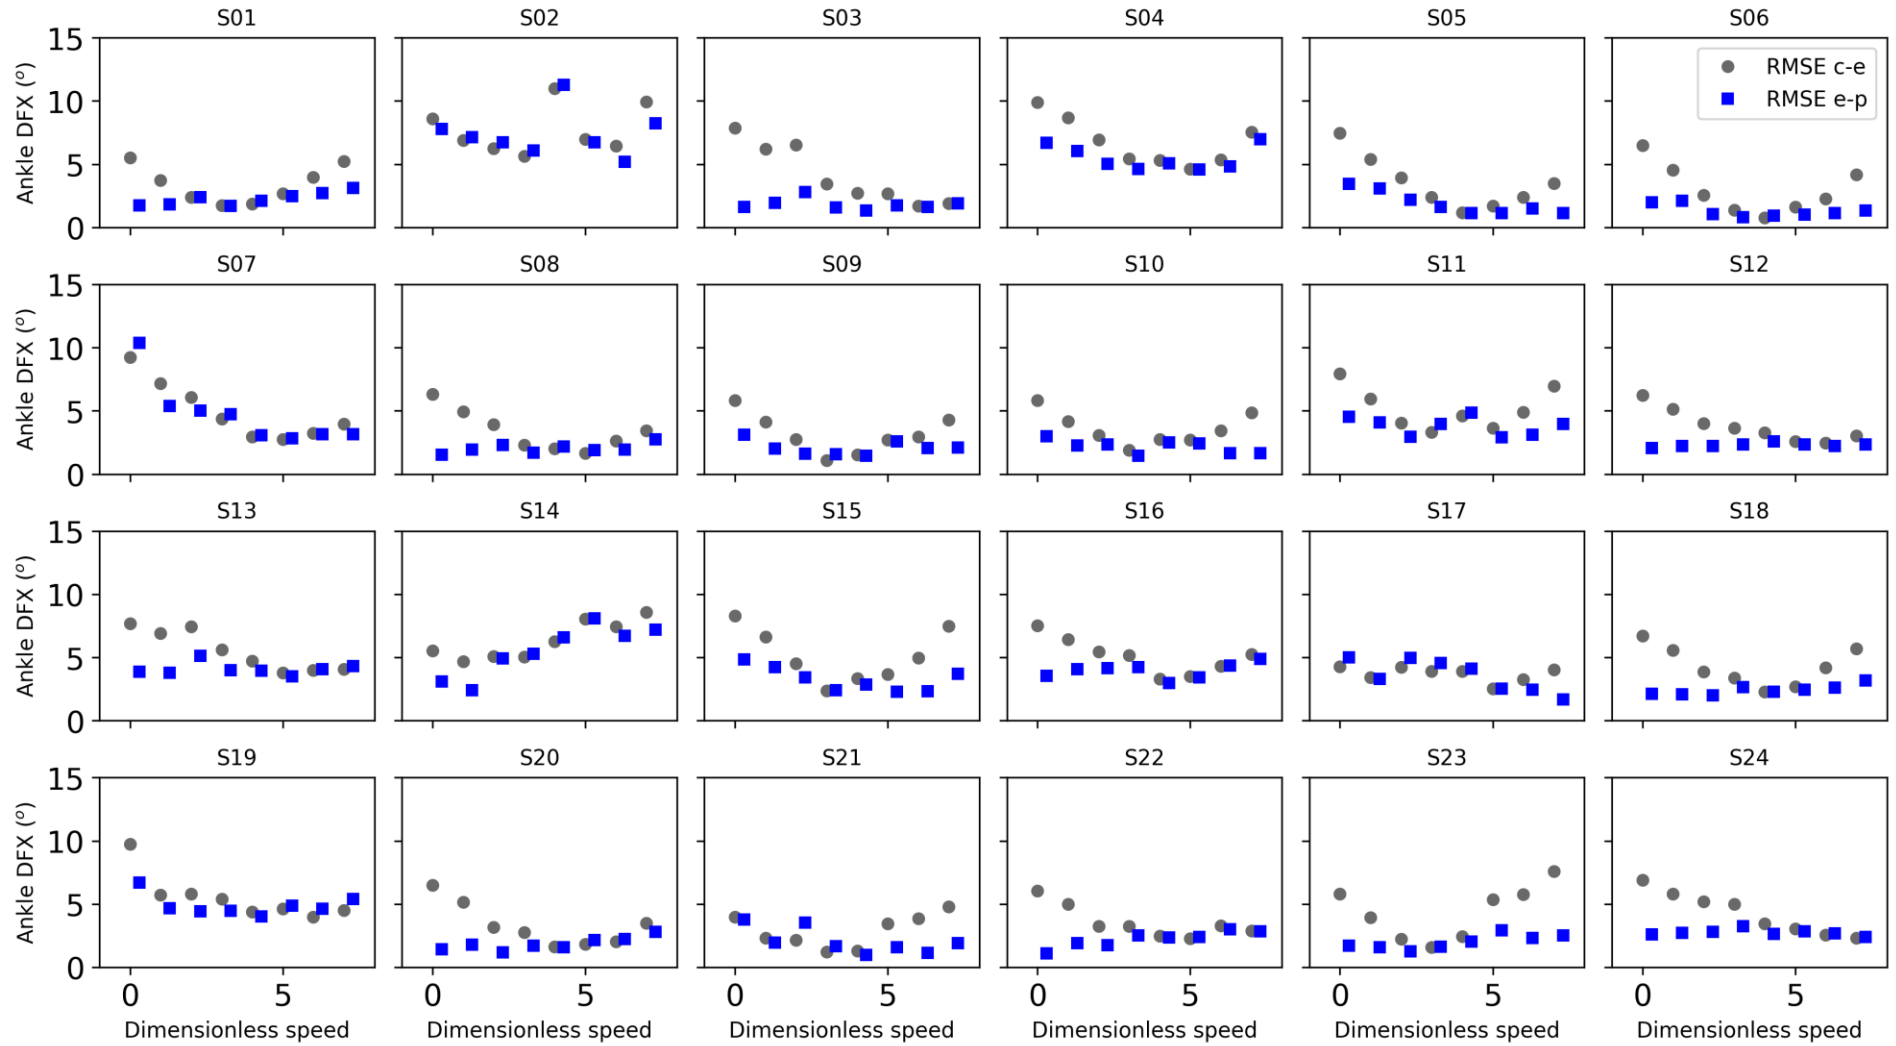 S01 S02 S03 S04 S05 S06
15
10
5
0
Ankle DFX (o)
RMSE c-e
RMSE e-p
S07 S08 S09 S10 S11 S12
15
10
5
0
Ankle DFX (o)
S13 S14 S15 S16 S17 S18
15
10
5
0
Ankle DFX (o)
S19 S20 S21 S22 S23 S24
15
10
5
0
Ankle DFX (o)
0 5 0 5 0 5 0 5 0 5 0 5
Dimensionless speed Dimensionless speed Dimensionless speed Dimensionless speed Dimensionless speed Dimensionless speed